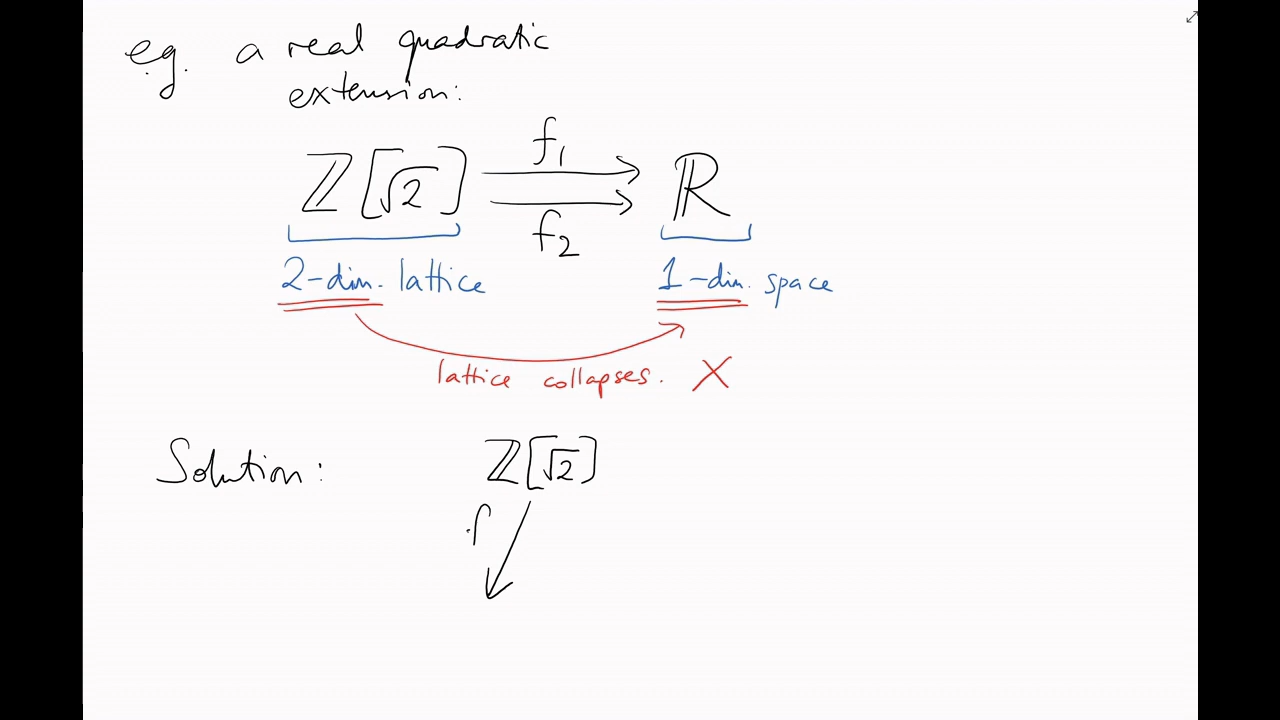 e.g. a real quadratic
extension:
ℤ[√2] f₁ f₂ ℝ
2-dim. lattice 1-dim. space
lattice collapses. X
Solution: ℤ[√2]
f